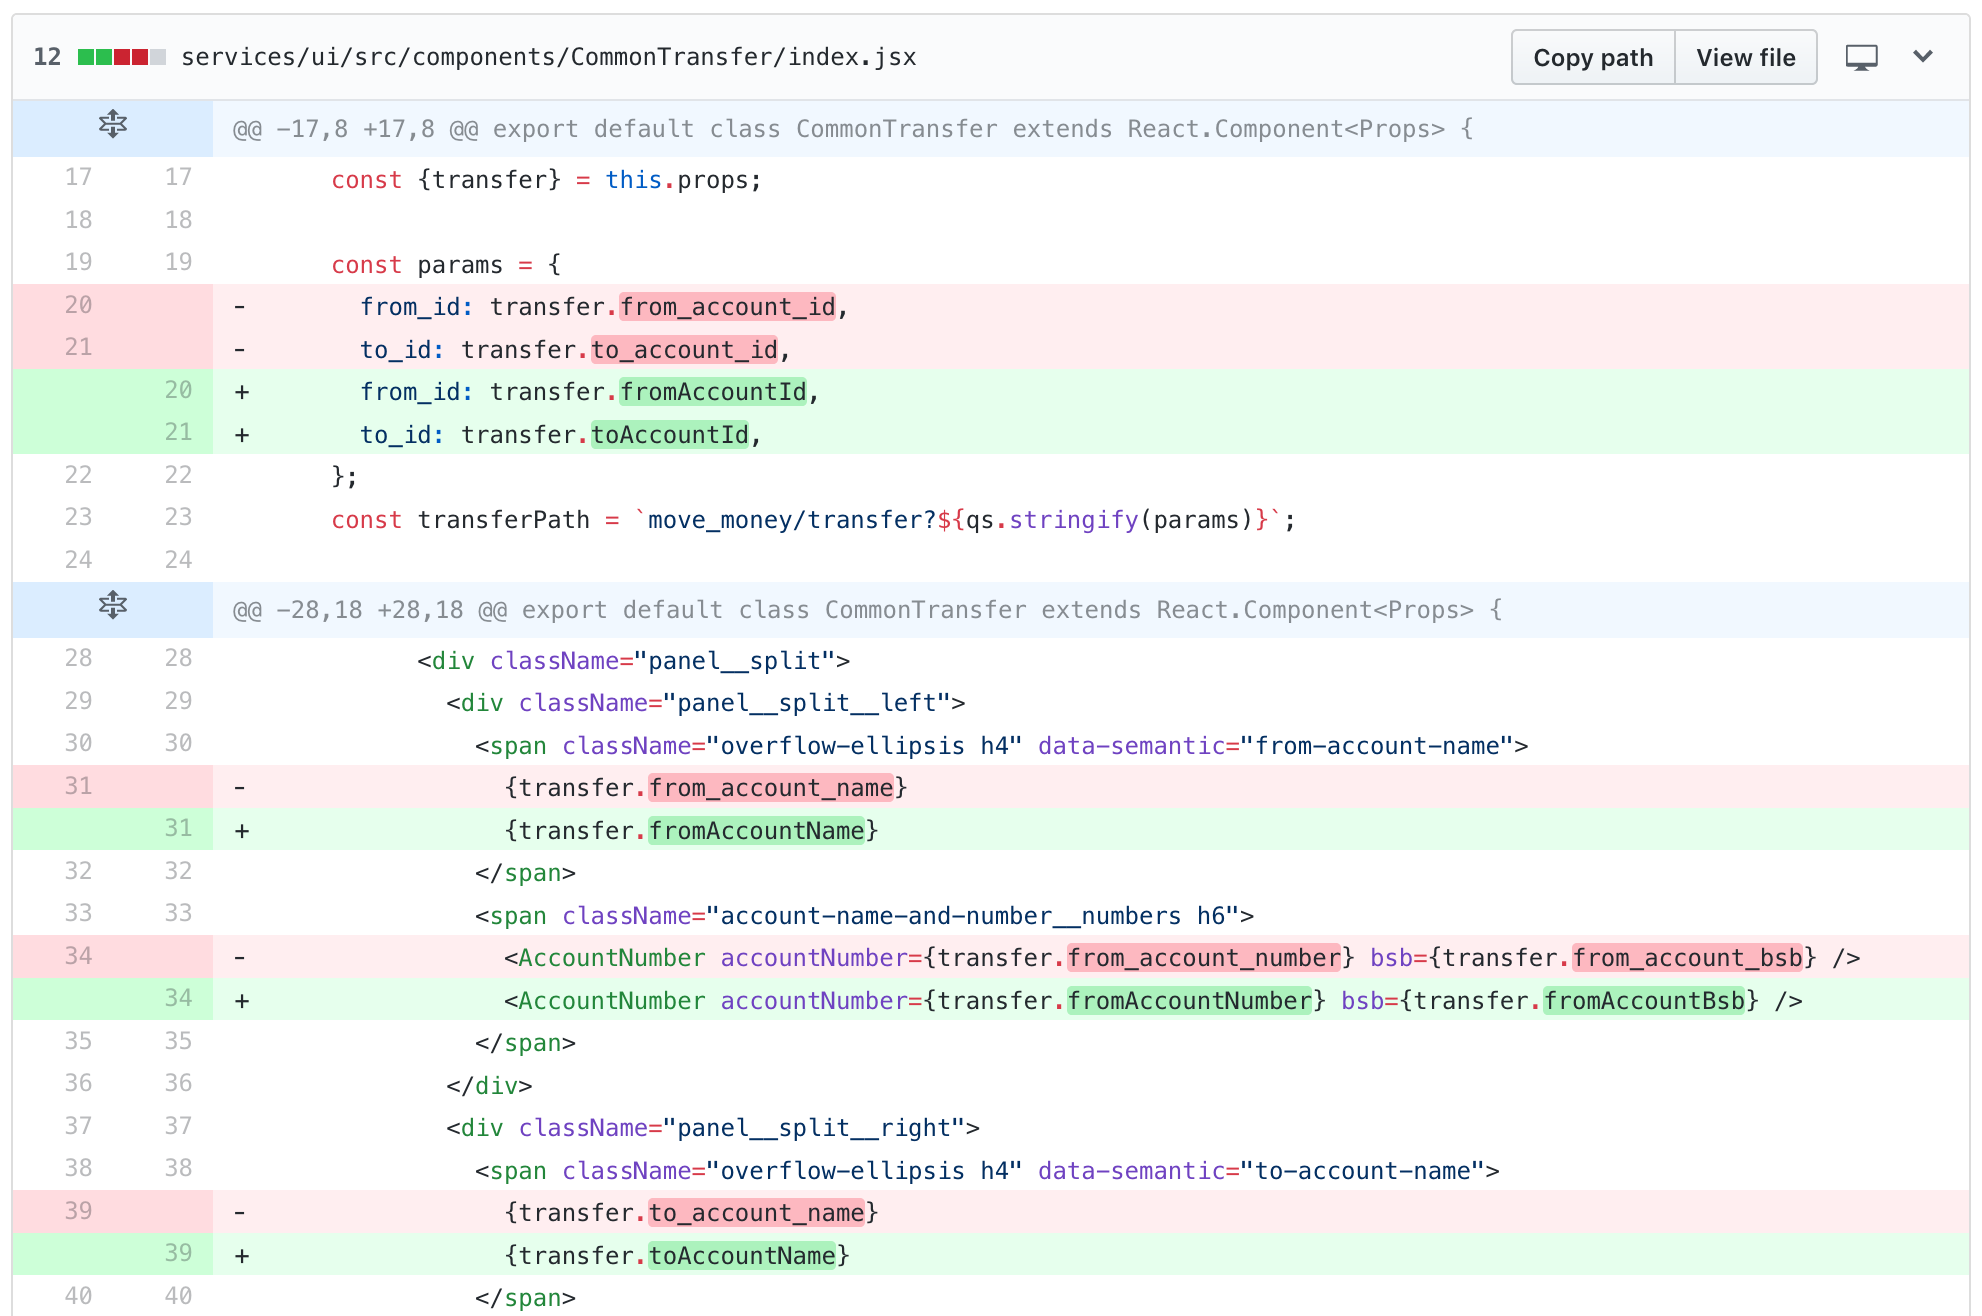 12 services/ui/src/components/CommonTransfer/index.jsx Copy path View file
@@ -17,8 +17,8 @@ export default class CommonTransfer extends React.Component<Props> {
17 17 const {transfer} = this.props;
18 18
19 19 const params = {
20 - from_id: transfer.from_account_id,
21 - to_id: transfer.to_account_id,
20 + from_id: transfer.fromAccountId,
21 + to_id: transfer.toAccountId,
22 22 };
23 23 const transferPath = `move_money/transfer?${qs.stringify(params)}`;
24 24
@@ -28,18 +28,18 @@ export default class CommonTransfer extends React.Component<Props> {
28 28 <div className="panel__split">
29 29 <div className="panel__split__left">
30 30 <span className="overflow-ellipsis h4" data-semantic="from-account-name">
31 - {transfer.from_account_name}
31 + {transfer.fromAccountName}
32 32 </span>
33 33 <span className="account-name-and-number__numbers h6">
34 - <AccountNumber accountNumber={transfer.from_account_number} bsb={transfer.from_account_bsb} />
34 + <AccountNumber accountNumber={transfer.fromAccountNumber} bsb={transfer.fromAccountBsb} />
35 35 </span>
36 36 </div>
37 37 <div className="panel__split__right">
38 38 <span className="overflow-ellipsis h4" data-semantic="to-account-name">
39 - {transfer.to_account_name}
39 + {transfer.toAccountName}
40 40 </span>